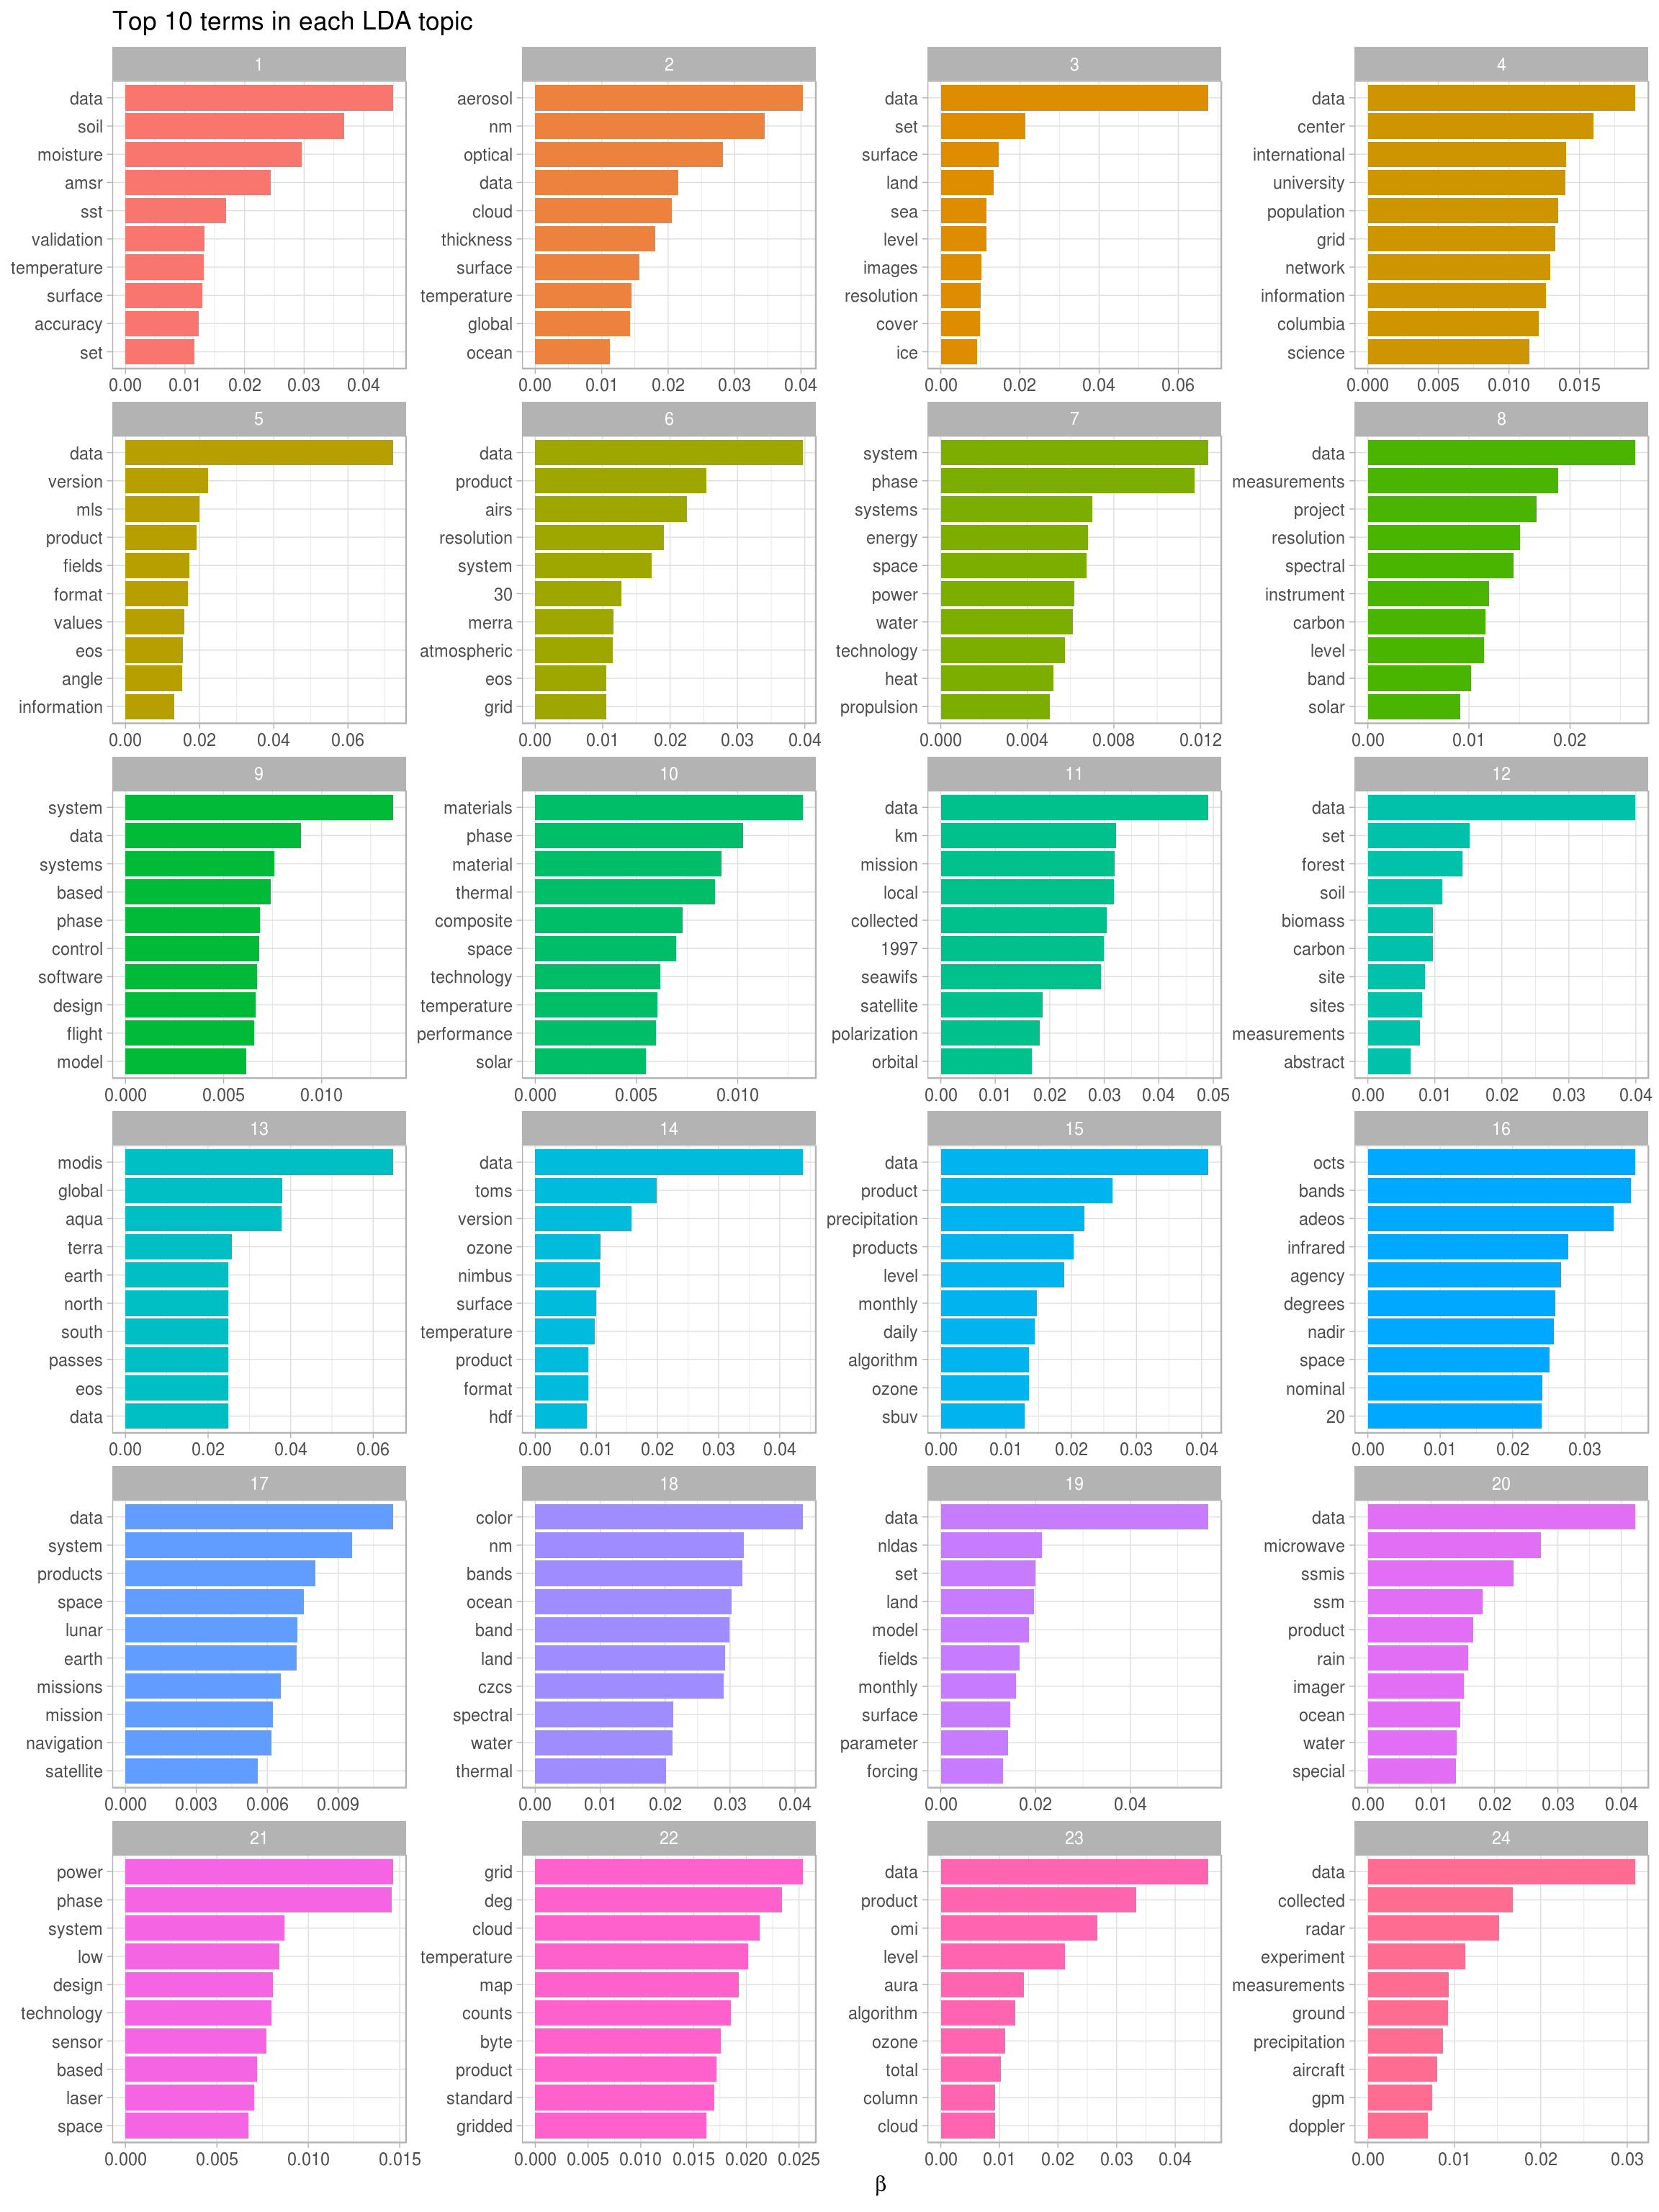 Top 10 terms in each LDA topic
1
data
soil
moisture
amsr
sst
validation
temperature
surface
accuracy
set
0.00 0.01 0.02 0.03 0.04
2
aerosol
nm
optical
data
cloud
thickness
surface
temperature
global
ocean
0.00 0.01 0.02 0.03 0.04
3
data
set
surface
land
sea
level
images
resolution
cover
ice
0.00 0.02 0.04 0.06
4
data
center
international
university
population
grid
network
information
columbia
science
0.000 0.005 0.010 0.015
5
data
version
mls
product
fields
format
values
eos
angle
information
0.00 0.02 0.04 0.06
6
data
product
airs
resolution
system
30
merra
atmospheric
eos
grid
0.00 0.01 0.02 0.03 0.04
7
system
phase
systems
energy
space
power
water
technology
heat
propulsion
0.000 0.004 0.008 0.012
8
data
measurements
project
resolution
spectral
instrument
carbon
level
band
solar
0.00 0.01 0.02
9
system
data
systems
based
phase
control
software
design
flight
model
0.000 0.005 0.010
10
materials
phase
material
thermal
composite
space
technology
temperature
performance
solar
0.000 0.005 0.010
11
data
km
mission
local
collected
1997
seawifs
satellite
polarization
orbital
0.00 0.01 0.02 0.03 0.04 0.05
12
data
set
forest
soil
biomass
carbon
site
sites
measurements
abstract
0.00 0.01 0.02 0.03 0.04
13
modis
global
aqua
terra
earth
north
south
passes
eos
data
0.00 0.02 0.04 0.06
14
data
toms
version
ozone
nimbus
surface
temperature
product
format
hdf
0.00 0.01 0.02 0.03 0.04
15
data
product
precipitation
products
level
monthly
daily
algorithm
ozone
sbuv
0.00 0.01 0.02 0.03 0.04
16
octs
bands
adeos
infrared
agency
degrees
nadir
space
nominal
20
0.00 0.01 0.02 0.03
17
data
system
products
space
lunar
earth
missions
mission
navigation
satellite
0.000 0.003 0.006 0.009
18
color
nm
bands
ocean
band
land
czcs
spectral
water
thermal
0.00 0.01 0.02 0.03 0.04
19
data
nldas
set
land
model
fields
monthly
surface
parameter
forcing
0.00 0.02 0.04
20
data
microwave
ssmis
ssm
product
rain
imager
ocean
water
special
0.00 0.01 0.02 0.03 0.04
21
power
phase
system
low
design
technology
sensor
based
laser
space
0.000 0.005 0.010 0.015
22
grid
deg
cloud
temperature
map
counts
byte
product
standard
gridded
0.000 0.005 0.010 0.015 0.020 0.025
23
data
product
omi
level
aura
algorithm
ozone
total
column
cloud
0.00 0.01 0.02 0.03 0.04
24
data
collected
radar
experiment
measurements
ground
precipitation
aircraft
gpm
doppler
0.00 0.01 0.02 0.03
β